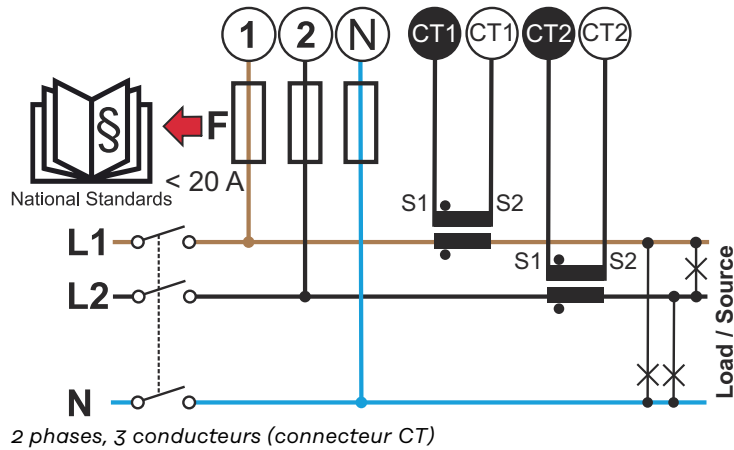 1 2 N CT1 CT1 CT2 CT2
§
F
< 20 A
National Standards
S1 S2
L1
S1 S2
L2
Load / Source
N
2 phases, 3 conducteurs (connecteur CT)